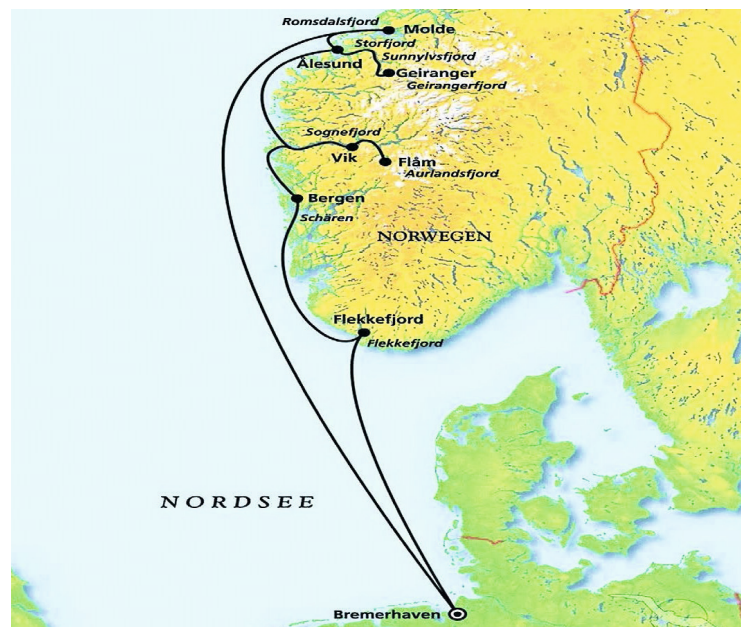 Romsdalsfjord
Molde
Storfjord
Ålesund
Sunnylvsfjord
Geiranger
Geirangerfjord
Sognefjord
Vik
Flåm
Aurlandsfjord
Bergen
Schären
NORWEGEN
Flekkefjord
Flekkefjord
NORDSEE
Bremerhaven